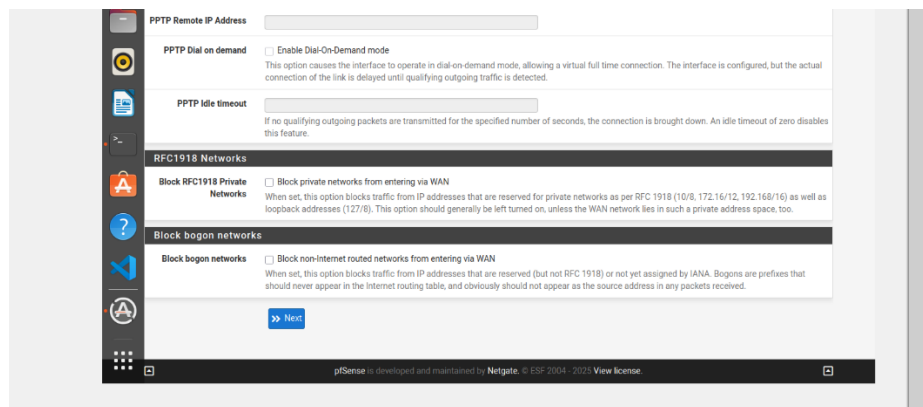 PPTP Remote IP Address
PPTP Dial on demand
Enable Dial-On-Demand mode
This option causes the interface to operate in dial-on-demand mode, allowing a virtual full time connection. The interface is configured, but the actual
connection of the link is delayed until qualifying outgoing traffic is detected.
PPTP Idle timeout
If no qualifying outgoing packets are transmitted for the specified number of seconds, the connection is brought down. An idle timeout of zero disables
this feature.
RFC1918 Networks
Block RFC1918 Private
Networks
Block private networks from entering via WAN
When set, this option blocks traffic from IP addresses that are reserved for private networks as per RFC 1918 (10/8, 172.16/12, 192.168/16) as well as
loopback addresses (127/8). This option should generally be left turned on, unless the WAN network lies in such a private address space, too.
Block bogon networks
Block bogon networks
Block non-Internet routed networks from entering via WAN
When set, this option blocks traffic from IP addresses that are reserved (but not RFC 1918) or not yet assigned by IANA. Bogons are prefixes that
should never appear in the Internet routing table, and obviously should not appear as the source address in any packets received.
Next
pfSense is developed and maintained by Netgate. © ESF 2004 - 2025 View license.